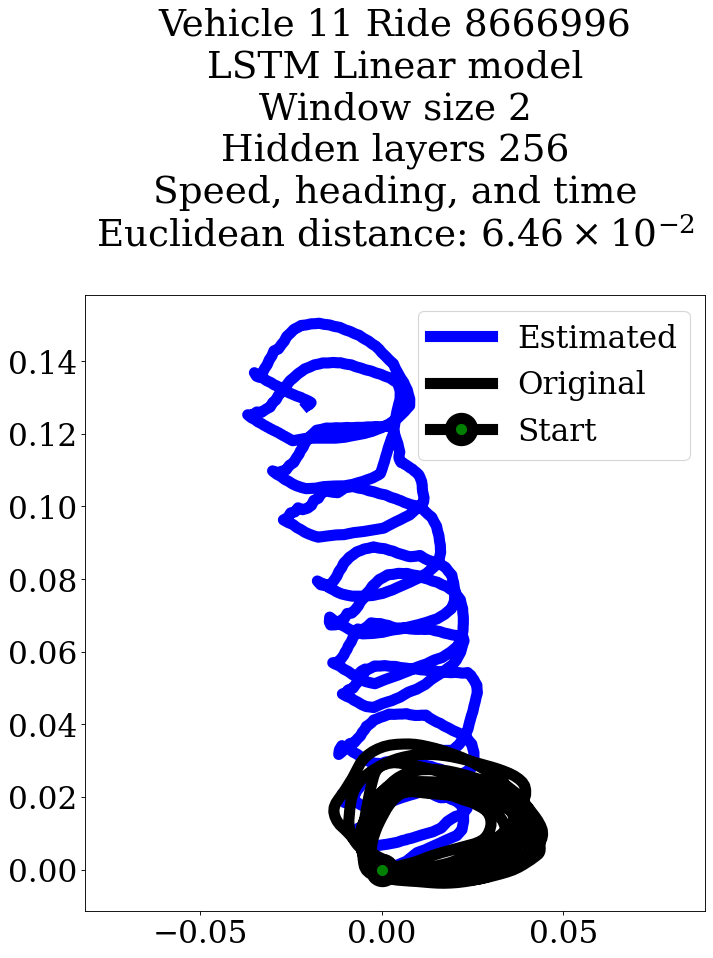 Vehicle 11 Ride 8666996
LSTM Linear model
Window size 2
Hidden layers 256
Speed, heading, and time
Euclidean distance: 6.46 × 10⁻²
Estimated
Original
Start
0.14
0.12
0.10
0.08
0.06
0.04
0.02
0.00
−0.05 0.00 0.05